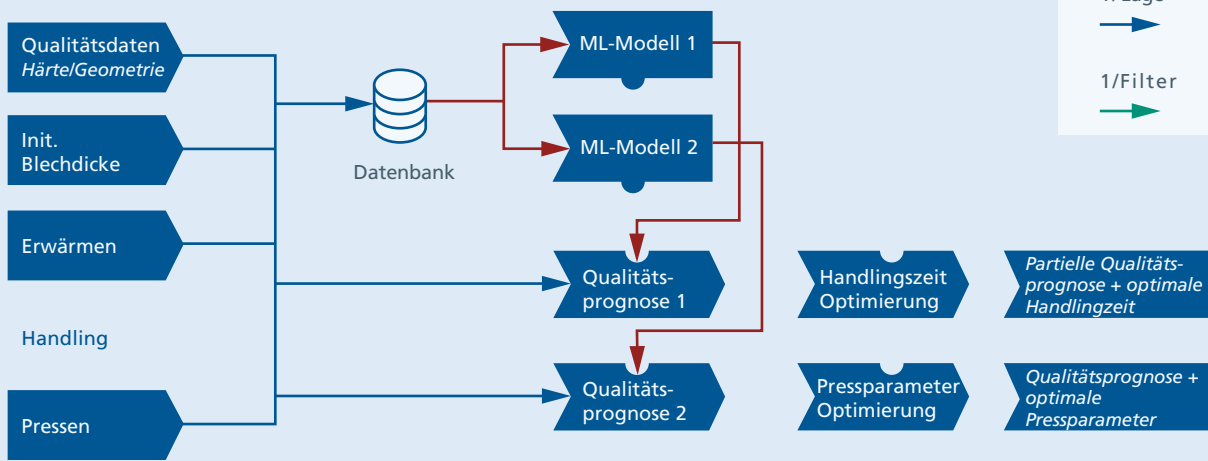 Qualitätsdaten
Härte/Geometrie
Init.
Blechdicke
Erwärmen
Handling
Pressen
Datenbank
ML-Modell 1
ML-Modell 2
Qualitäts-
prognose 1
Qualitäts-
prognose 2
Handlingszeit
Optimierung
Pressparameter
Optimierung
Partielle Qualitäts-
prognose + optimale
Handlingzeit
Qualitätsprognose +
optimale
Pressparameter
1/Filter